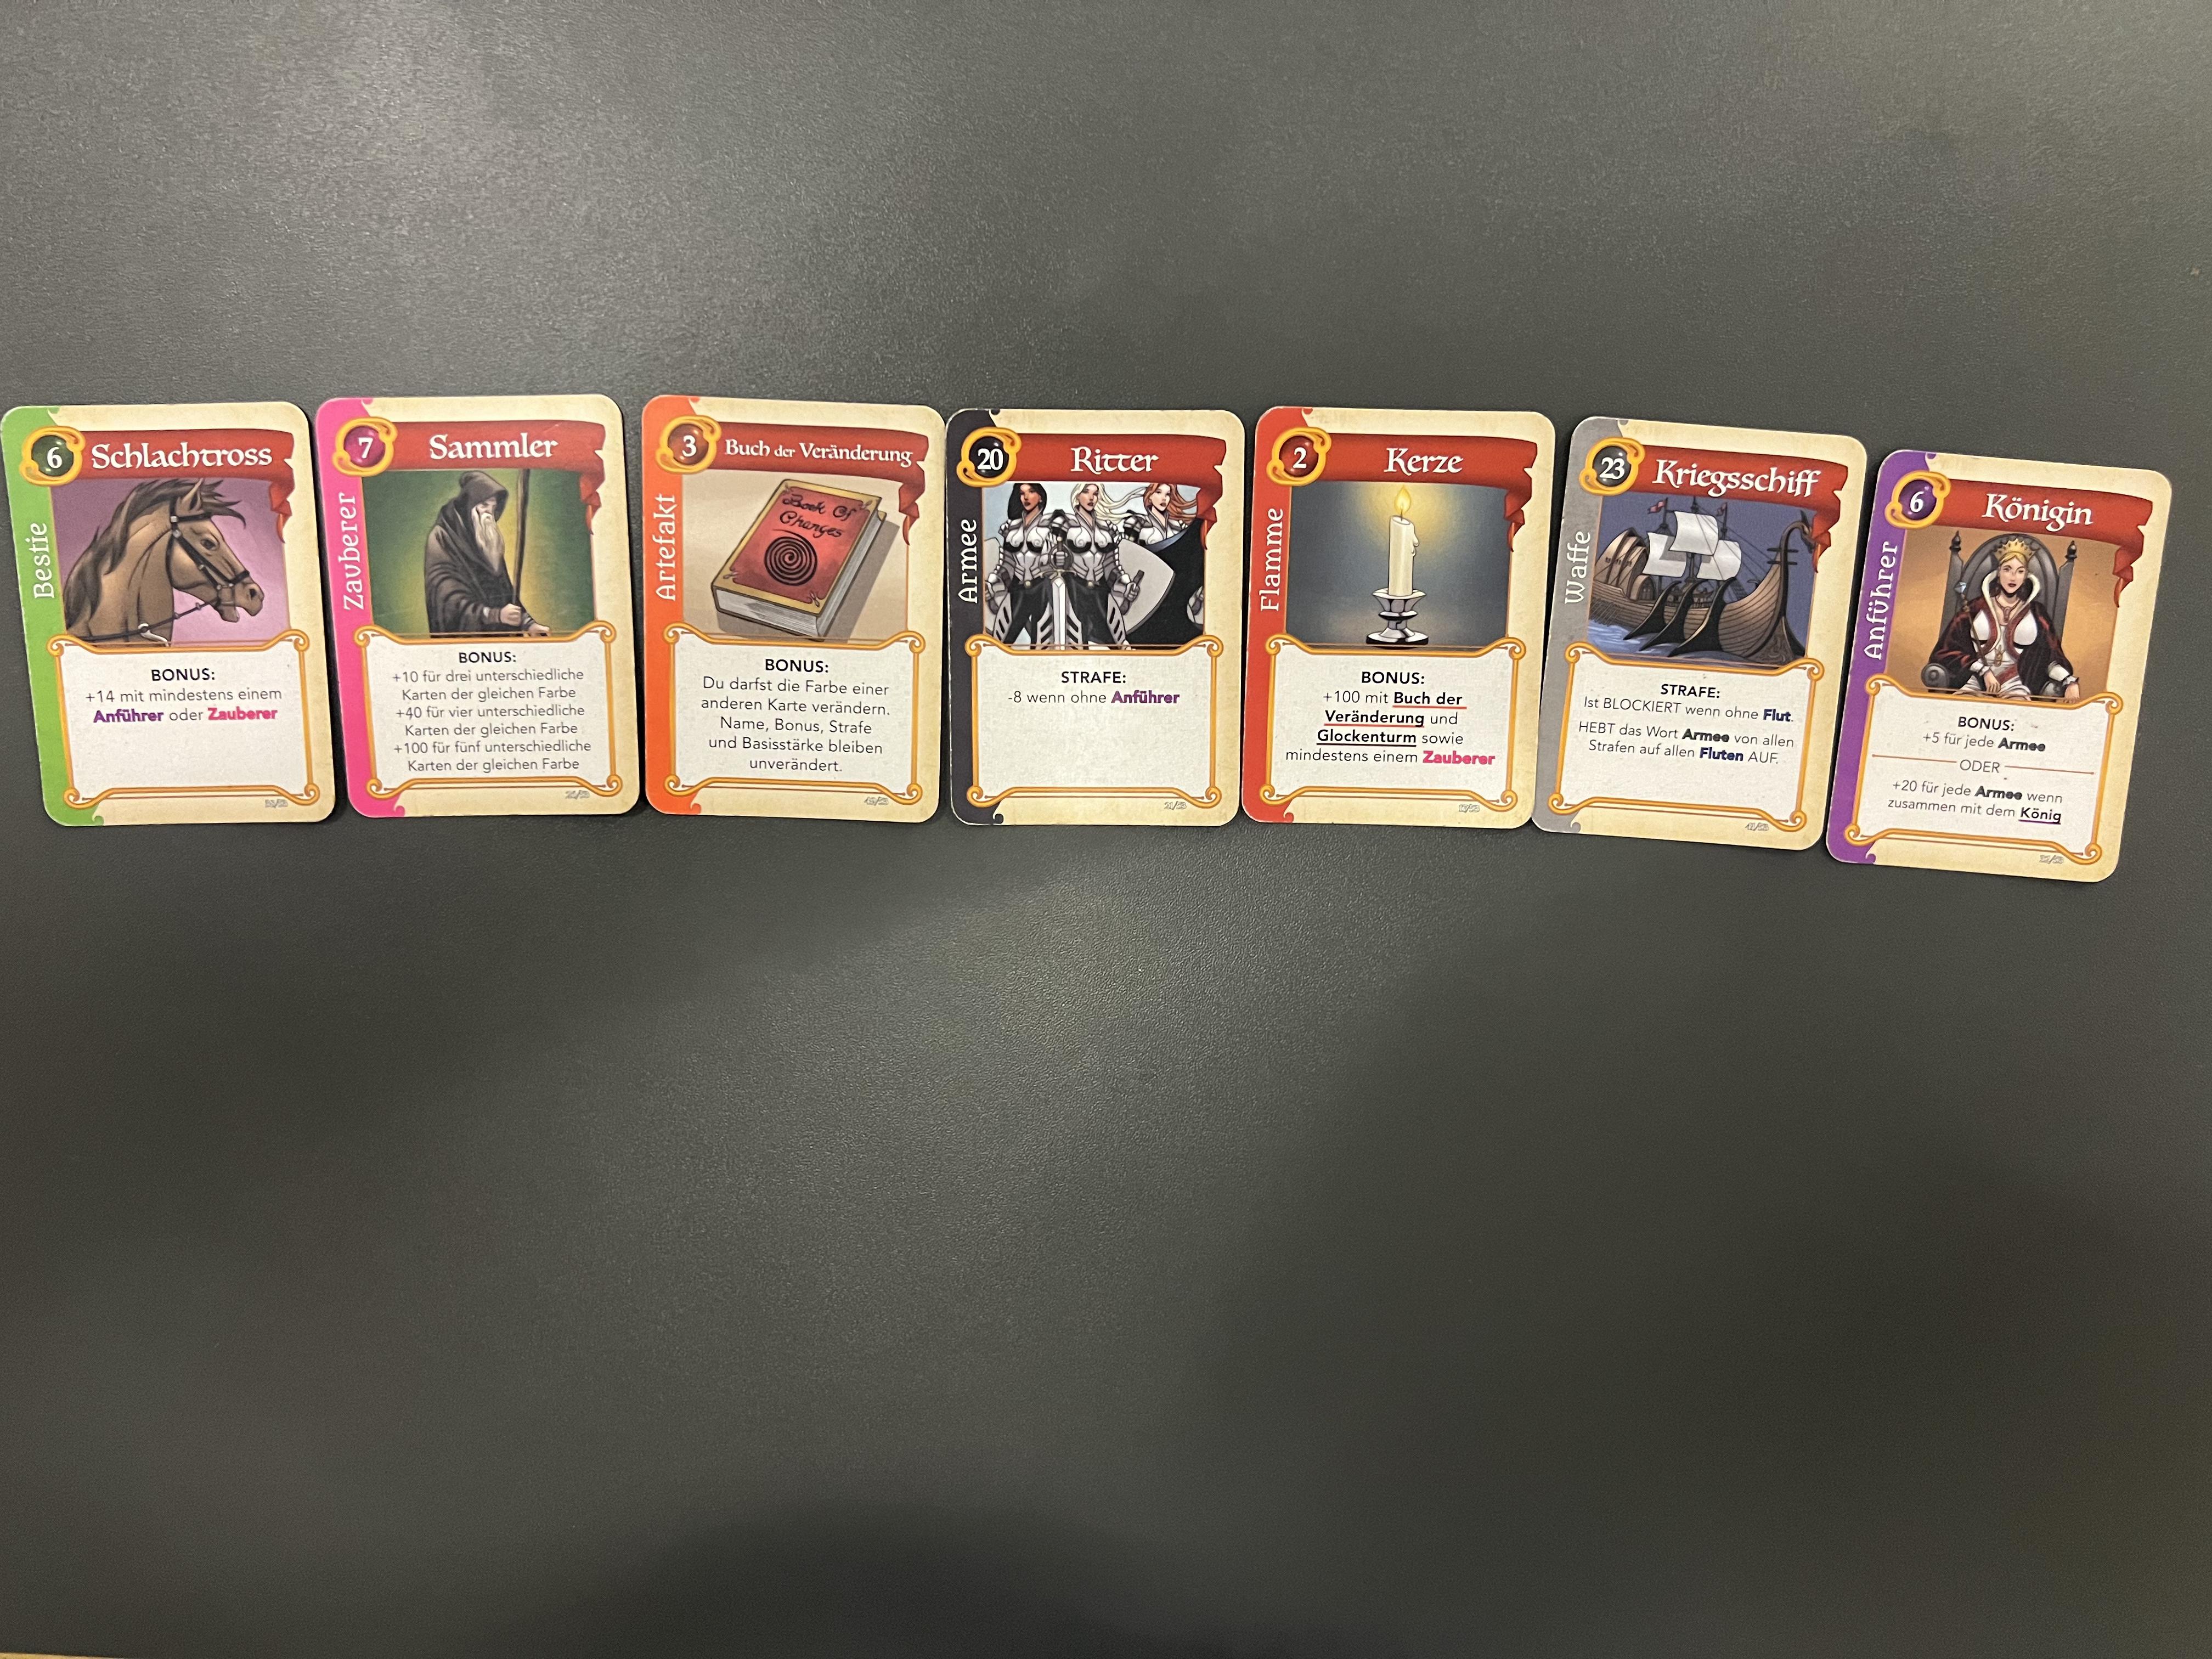 Bestie
6 Schlachtross
BONUS:
+14 mit mindestens einem
Anführer oder Zauberer
Zauberer
7 Sammler
BONUS:
+10 für drei unterschiedliche
Karten der gleichen Farbe
+40 für vier unterschiedliche
Karten der gleichen Farbe
+100 für fünf unterschiedliche
Karten der gleichen Farbe
Artefakt
3 Buch der Veränderung
Book Of
Changes
BONUS:
Du darfst die Farbe einer
anderen Karte verändern.
Name, Bonus, Strafe
und Basisstärke bleiben
unverändert.
Armee
20 Ritter
STRAFE:
-8 wenn ohne Anführer
Flamme
2 Kerze
BONUS:
+100 mit Buch der
Veränderung und
Glockenturm sowie
mindestens einem Zauberer
Waffe
23 Kriegsschiff
STRAFE:
Ist BLOCKIERT wenn ohne Flut.
HEBT das Wort Armee von allen
Strafen auf allen Fluten AUF.
Anführer
6 Königin
BONUS:
+5 für jede Armee
ODER
+20 für jede Armee wenn
zusammen mit dem König